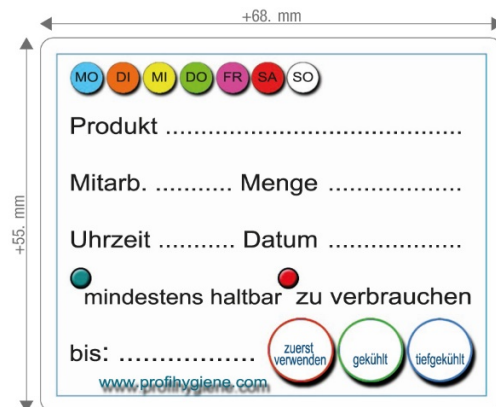 +68. mm
+55. mm
MO DI MI DO FR SA SO
Produkt ..........................................
Mitarb. ........... Menge ...................
Uhrzeit ........... Datum ...................
mindestens haltbar zu verbrauchen
bis: ...................
zuerst verwenden
gekühlt
tiefgekühlt
www.profihygiene.com